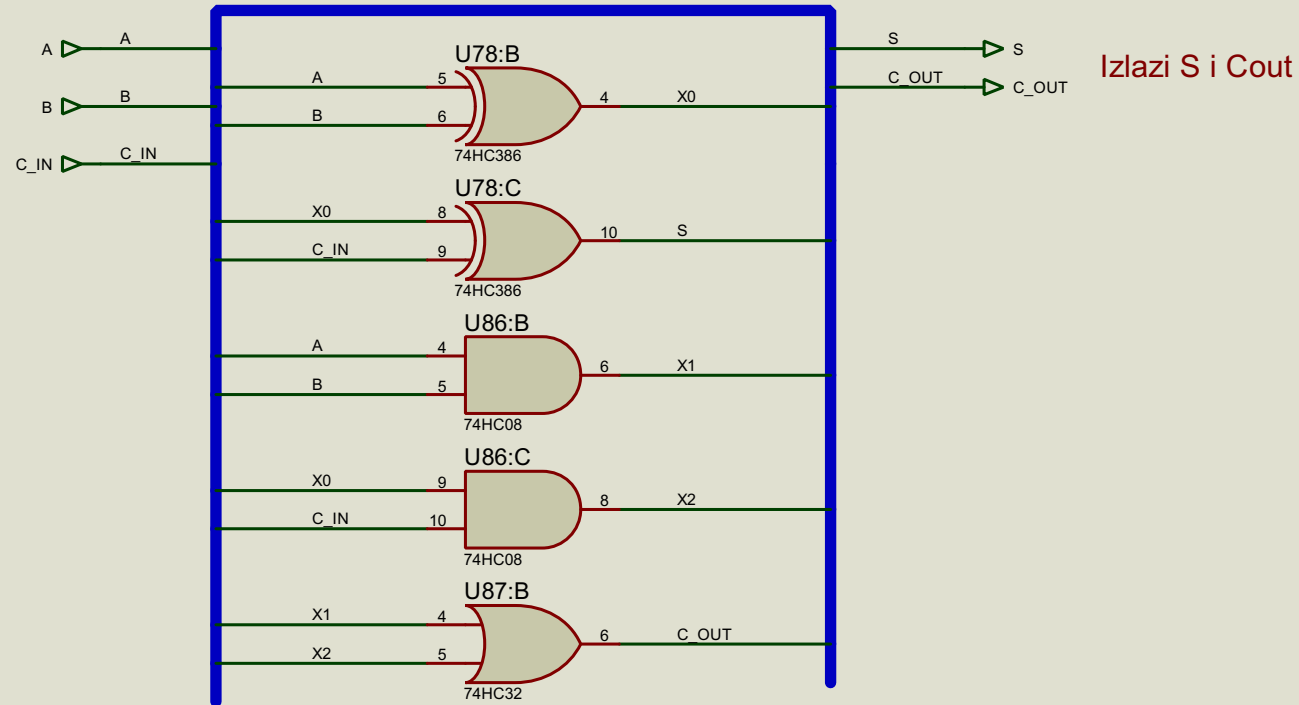 A A
B B
C_IN C_IN
U78:B
A 5
B 6
4 X0
74HC386
U78:C
X0 8
C_IN 9
10 S
74HC386
U86:B
A 4
B 5
6 X1
74HC08
U86:C
X0 9
C_IN 10
8 X2
74HC08
U87:B
X1 4
X2 5
6 C_OUT
74HC32
S S
C_OUT C_OUT
Izlazi S i Cout